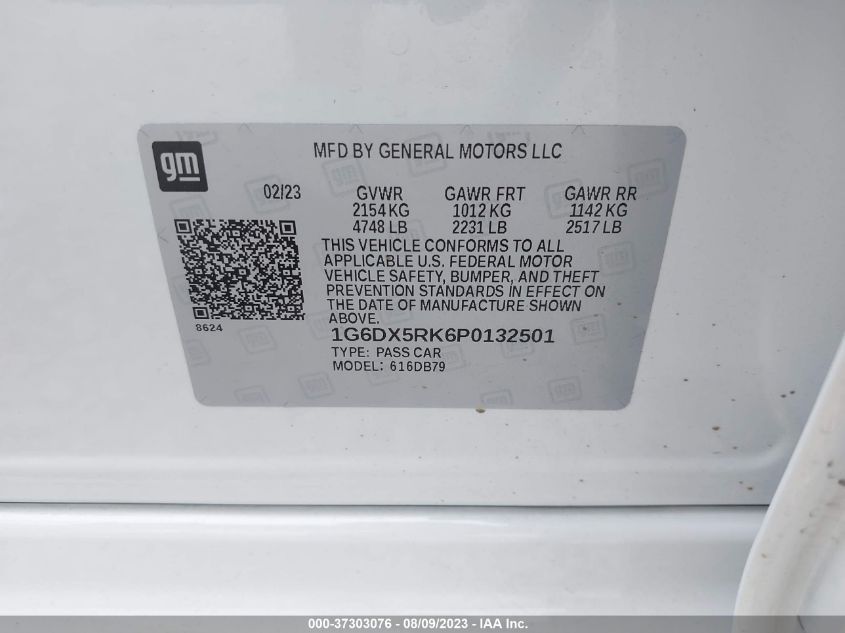 gm
MFD BY GENERAL MOTORS LLC
02/23 GVWR GAWR FRT GAWR RR
2154 KG 1012 KG 1142 KG
4748 LB 2231 LB 2517 LB
THIS VEHICLE CONFORMS TO ALL
APPLICABLE U.S. FEDERAL MOTOR
VEHICLE SAFETY, BUMPER, AND THEFT
PREVENTION STANDARDS IN EFFECT ON
THE DATE OF MANUFACTURE SHOWN
ABOVE.
8624
1G6DX5RK6P0132501
TYPE: PASS CAR
MODEL: 616DB79
000-37303076 - 08/09/2023 - IAA Inc.